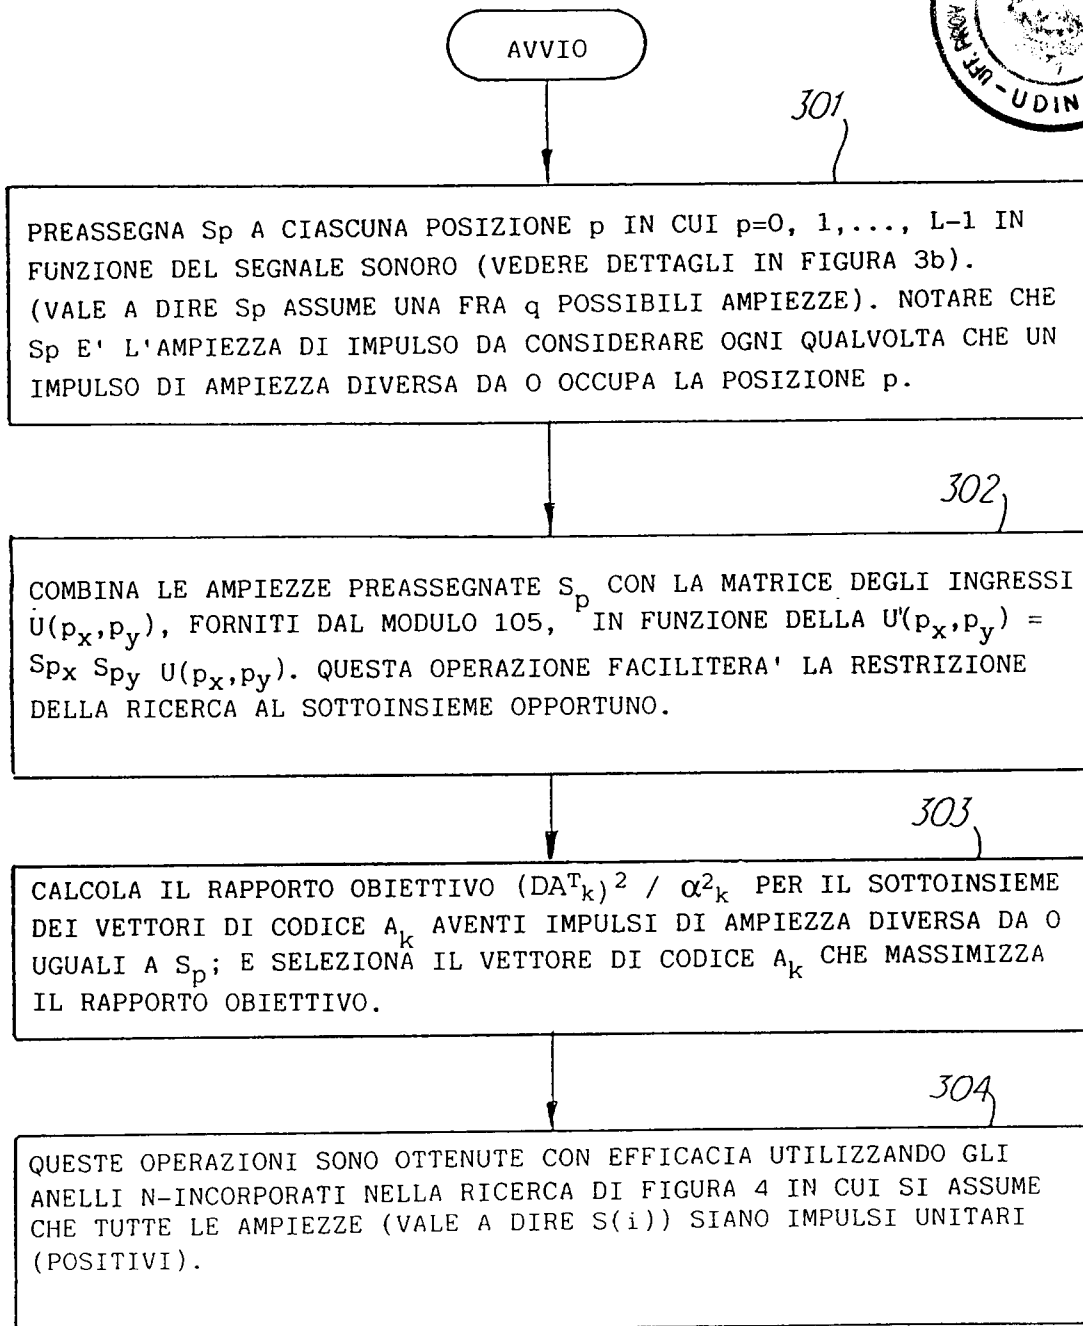 AVVIO
UFF.
- UDIN
301
PREASSEGNA Sp A CIASCUNA POSIZIONE p IN CUI p=0, 1,..., L-1 IN
FUNZIONE DEL SEGNALE SONORO (VEDERE DETTAGLI IN FIGURA 3b).
(VALE A DIRE Sp ASSUME UNA FRA q POSSIBILI AMPIEZZE). NOTARE CHE
Sp E' L'AMPIEZZA DI IMPULSO DA CONSIDERARE OGNI QUALVOLTA CHE UN
IMPULSO DI AMPIEZZA DIVERSA DA 0 OCCUPA LA POSIZIONE p.
302
COMBINA LE AMPIEZZE PREASSEGNATE Sp CON LA MATRICE DEGLI INGRESSI
U(px,py), FORNITI DAL MODULO 105, IN FUNZIONE DELLA U'(px,py) =
Spx Spy U(px,py). QUESTA OPERAZIONE FACILITERA' LA RESTRIZIONE
DELLA RICERCA AL SOTTOINSIEME OPPORTUNO.
303
CALCOLA IL RAPPORTO OBIETTIVO (DAᵀk)² / α²k PER IL SOTTOINSIEME
DEI VETTORI DI CODICE Ak AVENTI IMPULSI DI AMPIEZZA DIVERSA DA 0
UGUALI A Sp; E SELEZIONA IL VETTORE DI CODICE Ak CHE MASSIMIZZA
IL RAPPORTO OBIETTIVO.
304
QUESTE OPERAZIONI SONO OTTENUTE CON EFFICACIA UTILIZZANDO GLI
ANELLI N-INCORPORATI NELLA RICERCA DI FIGURA 4 IN CUI SI ASSUME
CHE TUTTE LE AMPIEZZE (VALE A DIRE S(i)) SIANO IMPULSI UNITARI
(POSITIVI).